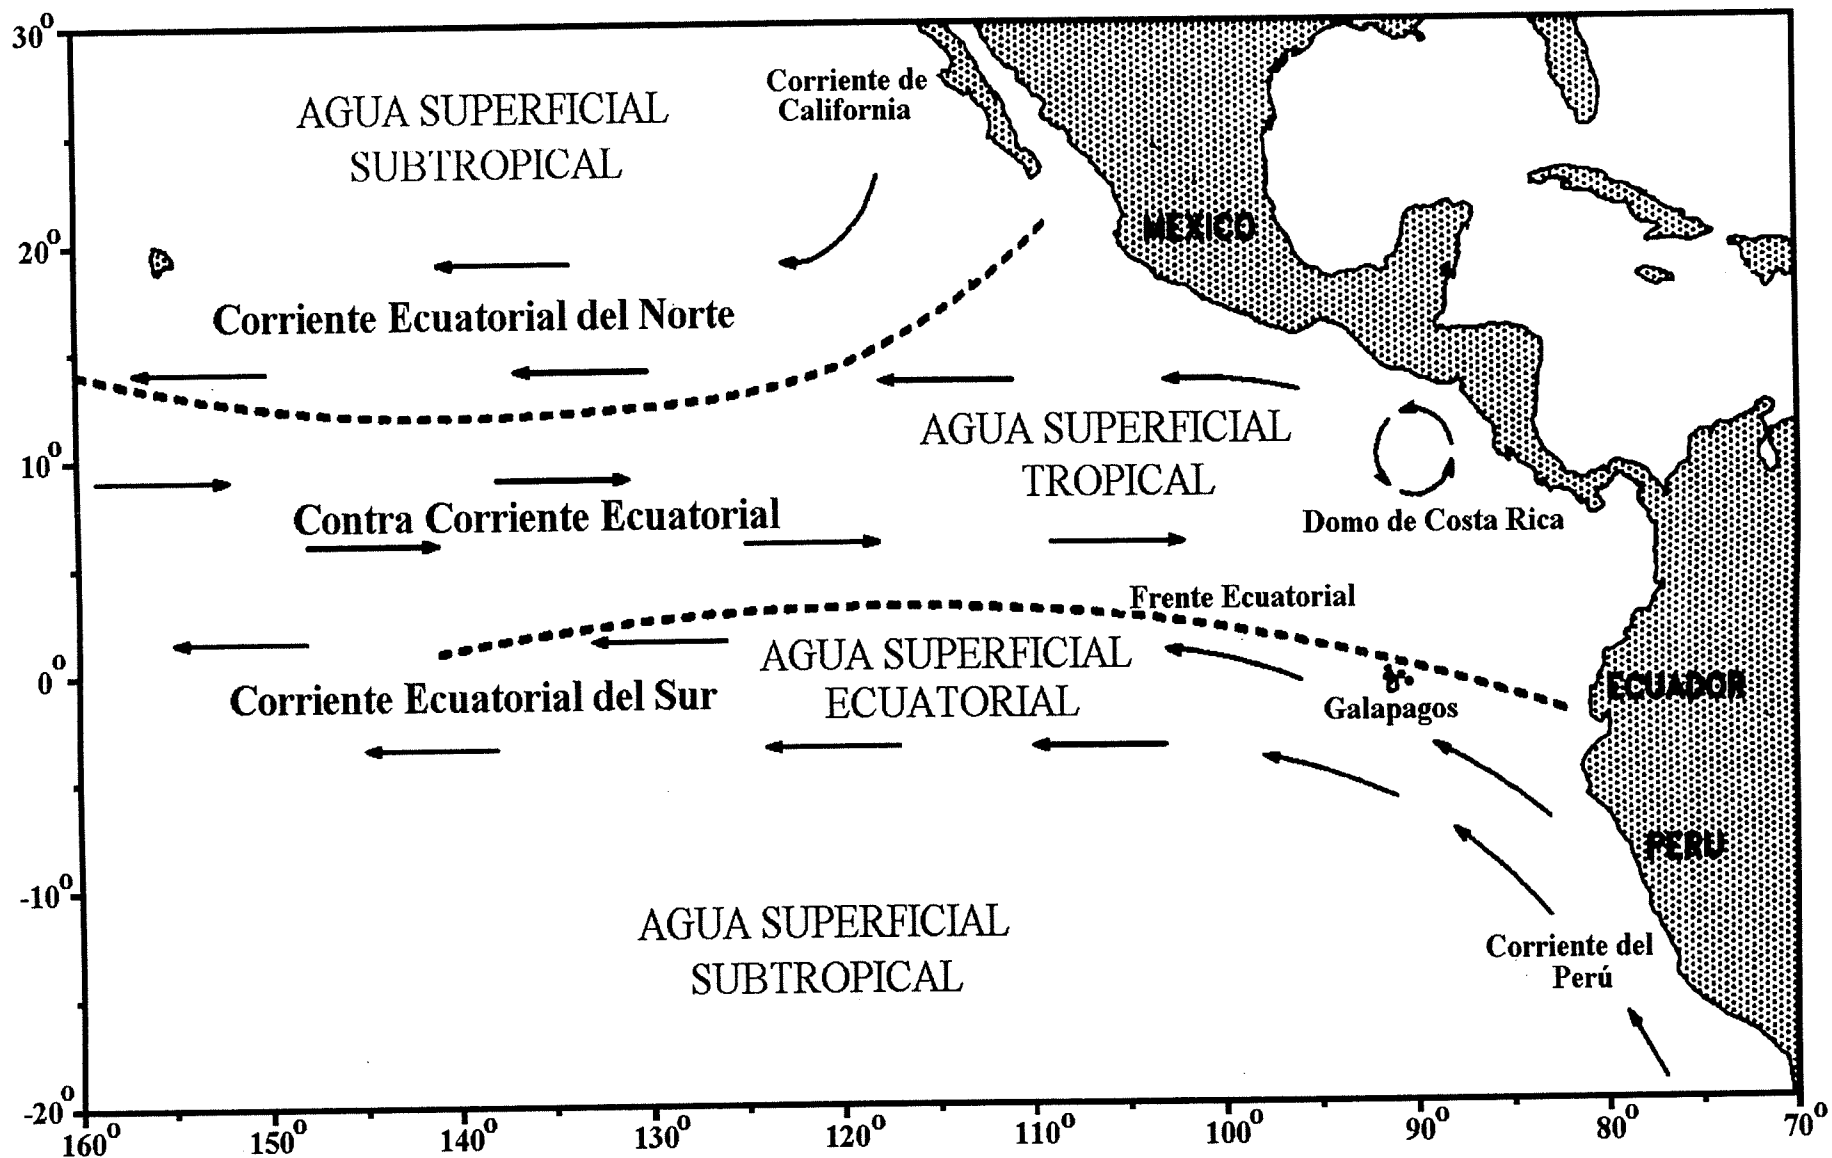 30°
AGUA SUPERFICIAL
SUBTROPICAL
Corriente de
California
MEXICO
20°
Corriente Ecuatorial del Norte
AGUA SUPERFICIAL
TROPICAL
10°
Contra Corriente Ecuatorial
Domo de Costa Rica
Frente Ecuatorial
AGUA SUPERFICIAL
ECUATORIAL
0°
Corriente Ecuatorial del Sur
Galapagos
ECUADOR
PERU
-10°
AGUA SUPERFICIAL
SUBTROPICAL
Corriente del
Perú
-20°
160° 150° 140° 130° 120° 110° 100° 90° 80° 70°